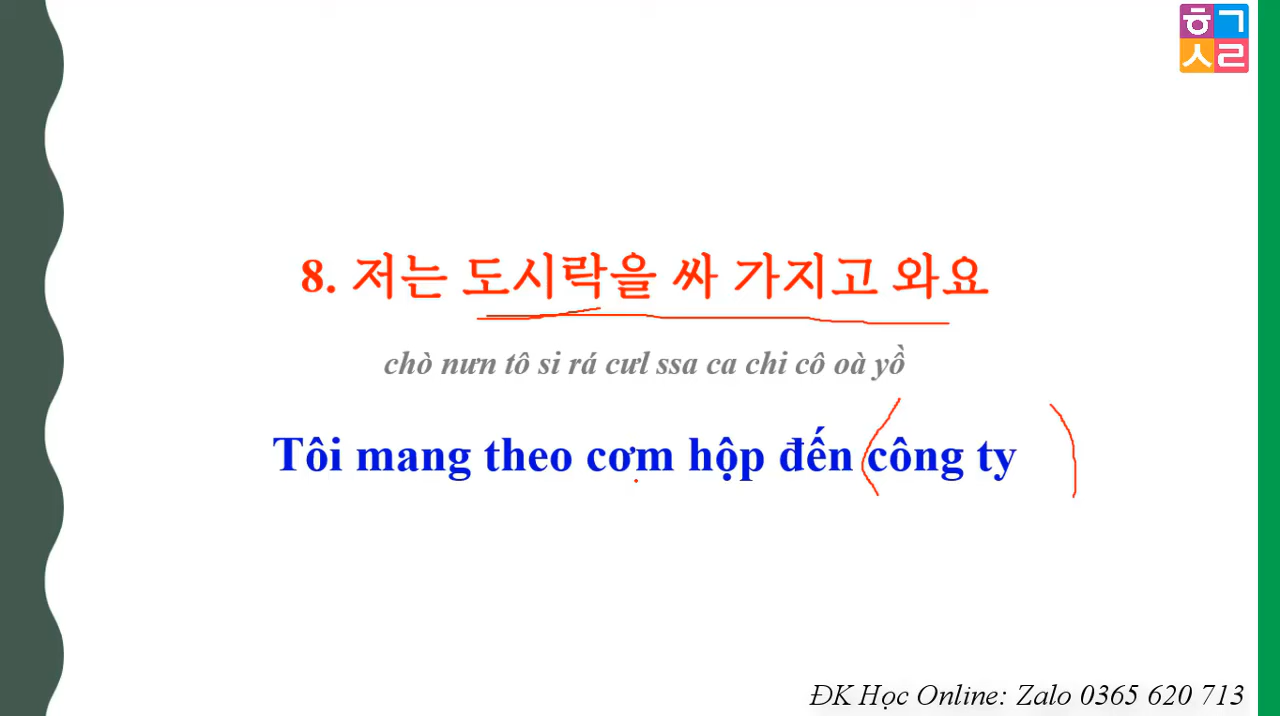 ㅎㄱ
ㅅㄹ
8. 저는 도시락을 싸 가지고 와요
chò nưn tô si rá cưl ssa ca chi cô oà yồ
Tôi mang theo cơm hộp đến công ty
ĐK Học Online: Zalo 0365 620 713